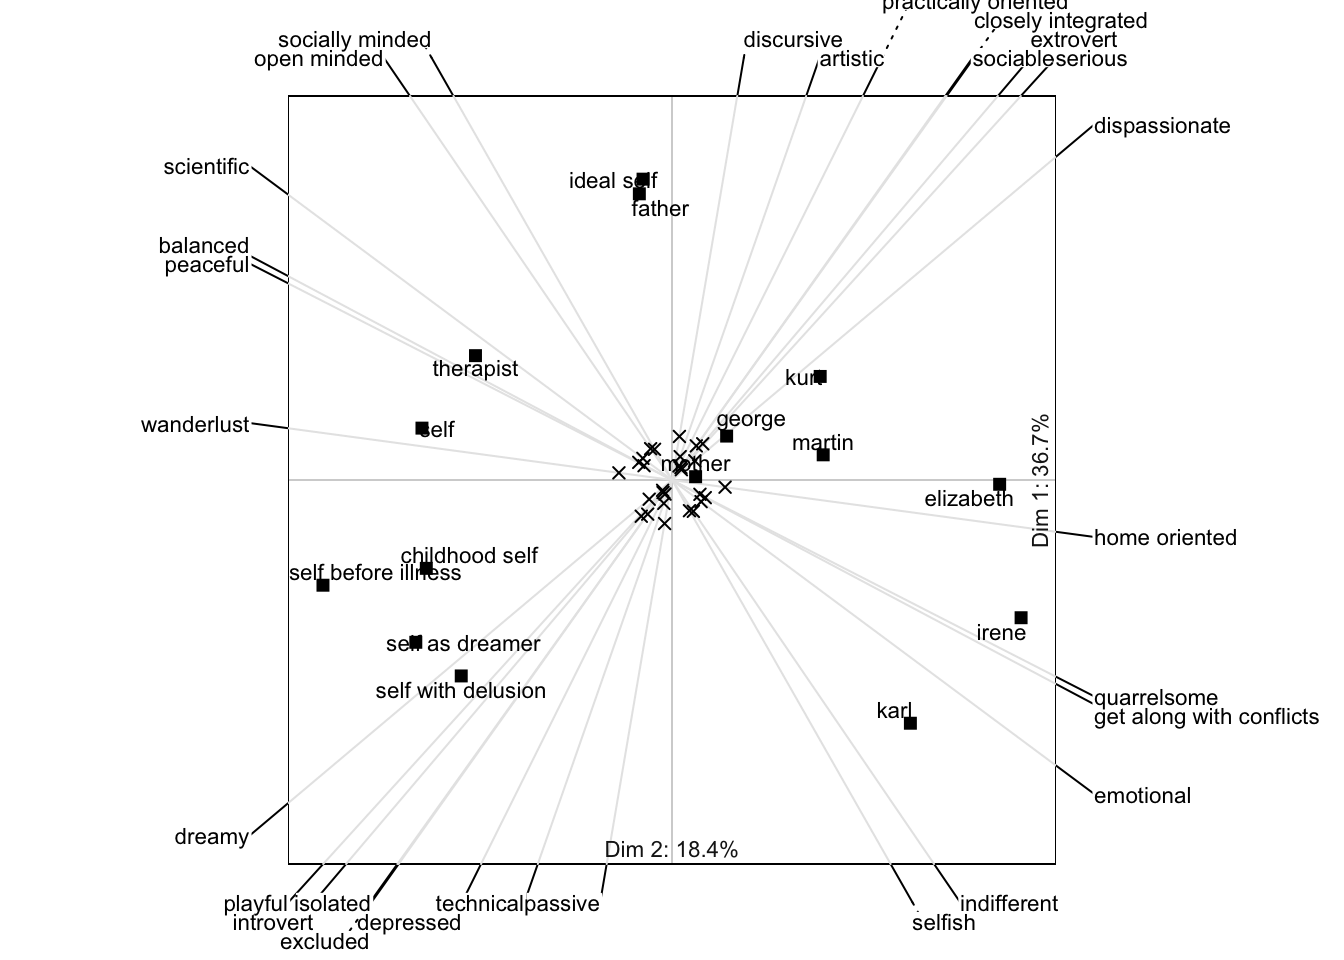 practically oriented
closely integrated
socially minded
discursive
extrovert
open minded
artistic
sociable
serious
dispassionate
scientific
ideal self
father
balanced
peaceful
therapist
kurt
george
wanderlust
self
martin
mother
Dim 1: 36.7%
elizabeth
home oriented
childhood self
self before illness
irene
self as dreamer
self with delusion
quarrelsome
karl
get along with conflicts
emotional
dreamy
Dim 2: 18.4%
playful
isolated
technical
passive
indifferent
introvert
depressed
selfish
excluded